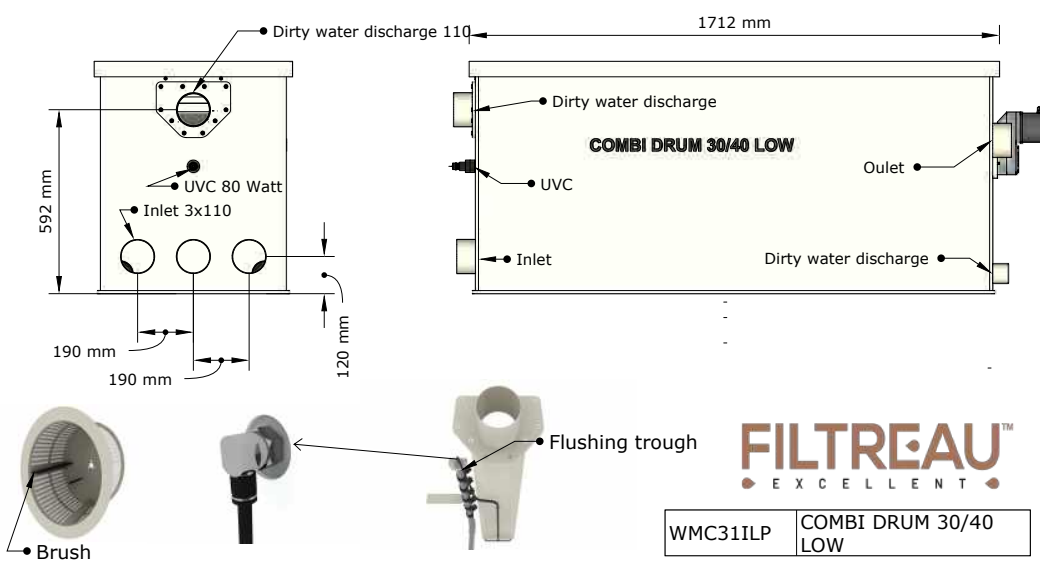 Dirty water discharge 110
1712 mm
Dirty water discharge
COMBI DRUM 30/40 LOW
UVC 80 Watt
UVC
Oulet
Inlet 3x110
592 mm
Inlet
Dirty water discharge
190 mm
190 mm
120 mm
Flushing trough
Brush
FILTREAU™
EXCELLENT
WMC31ILP
COMBI DRUM 30/40
LOW